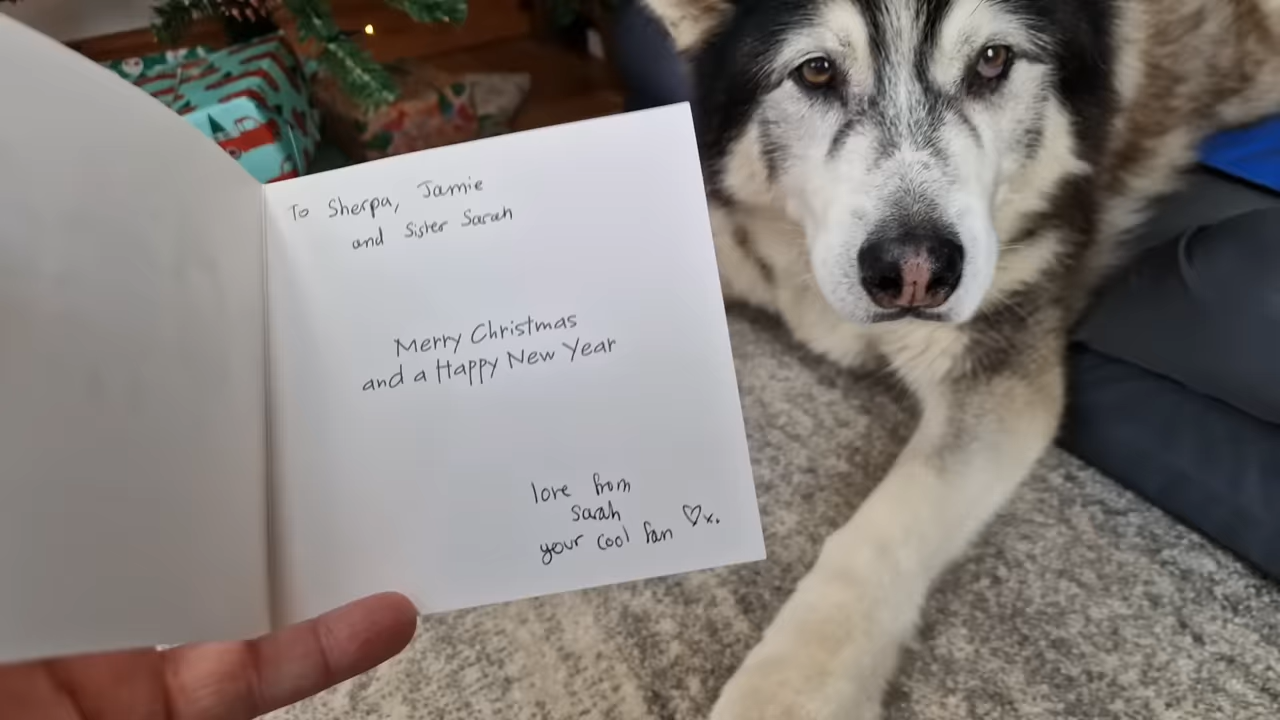 To Sherpa, Jamie
and Sister Sarah
Merry Christmas
and a Happy New Year
love from
Sarah
your cool fan ♡x.